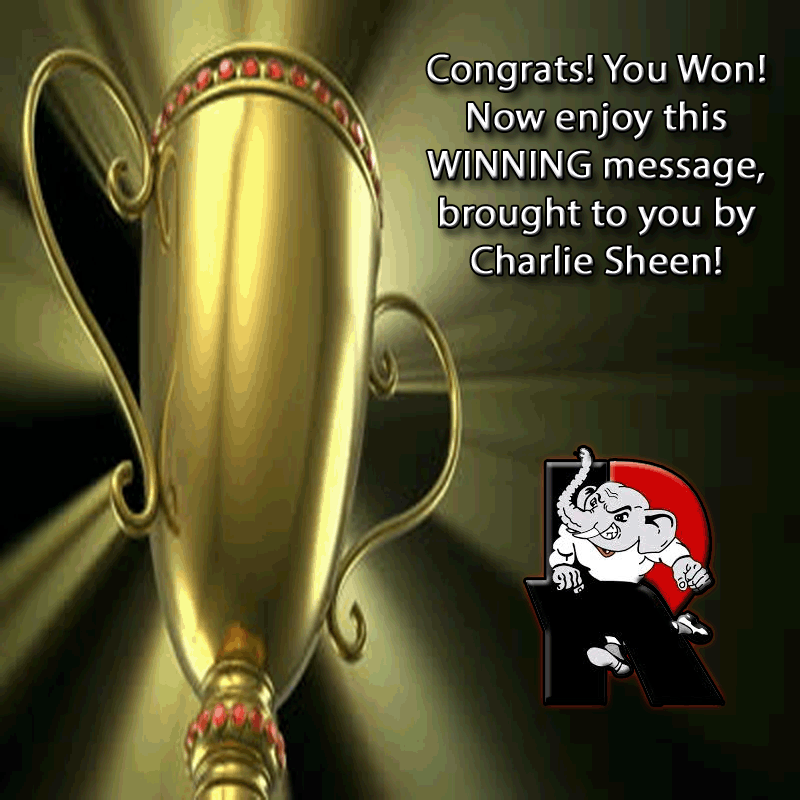 Congrats! You Won!
Now enjoy this
WINNING message,
brought to you by
Charlie Sheen!
R